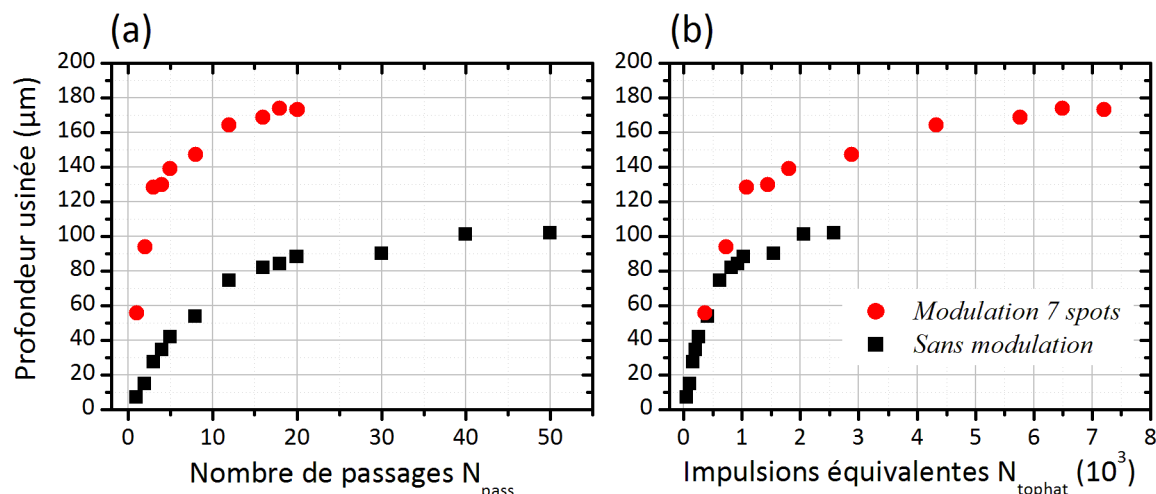 (a)
(b)
Profondeur usinée (µm)
200
180
160
140
120
100
80
60
40
20
0
0 10 20 30 40 50
Nombre de passages N_pass
200
180
160
140
120
100
80
60
40
20
0
Modulation 7 spots
Sans modulation
0 1 2 3 4 5 6 7 8
Impulsions équivalentes N_tophat (10^3)